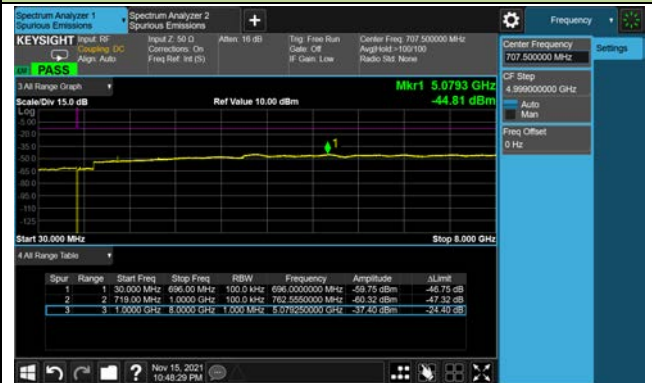 Spectrum Analyzer 1
Spurious Emissions
Spectrum Analyzer 2
Spurious Emissions
+
Frequency
KEYSIGHT
Input: RF
Coupling: DC
Align: Auto
Input Z: 50 Ω
Corrections: On
Freq Ref: Int (S)
Atten: 16 dB
Trig: Free Run
Gate: Off
IF Gain: Low
Center Freq: 707.500000 MHz
Avg|Hold:>100/100
Radio Std: None
PASS
Center Frequency
707.500000 MHz
Settings
CF Step
4.999000000 GHz
Auto
Man
Freq Offset
0 Hz
3 All Range Graph
Mkr1 5.0793 GHz
Scale/Div 15.0 dB
Ref Value 10.00 dBm
-44.81 dBm
Log
-5.00
-20.0
-35.0
-50.0
-65.0
-80.0
-95.0
-110
-125
1
Start 30.000 MHz
Stop 8.000 GHz
4 All Range Table
Spur Range Start Freq Stop Freq RBW Frequency Amplitude ΔLimit
1 1 30.000 MHz 696.00 MHz 100.0 kHz 696.0000000 MHz -59.75 dBm -46.75 dB
2 2 719.00 MHz 1.0000 GHz 100.0 kHz 762.5550000 MHz -60.32 dBm -47.32 dB
3 3 1.0000 GHz 8.0000 GHz 1.000 MHz 5.079250000 GHz -37.40 dBm -24.40 dB
?
Nov 15, 2021
10:48:29 PM